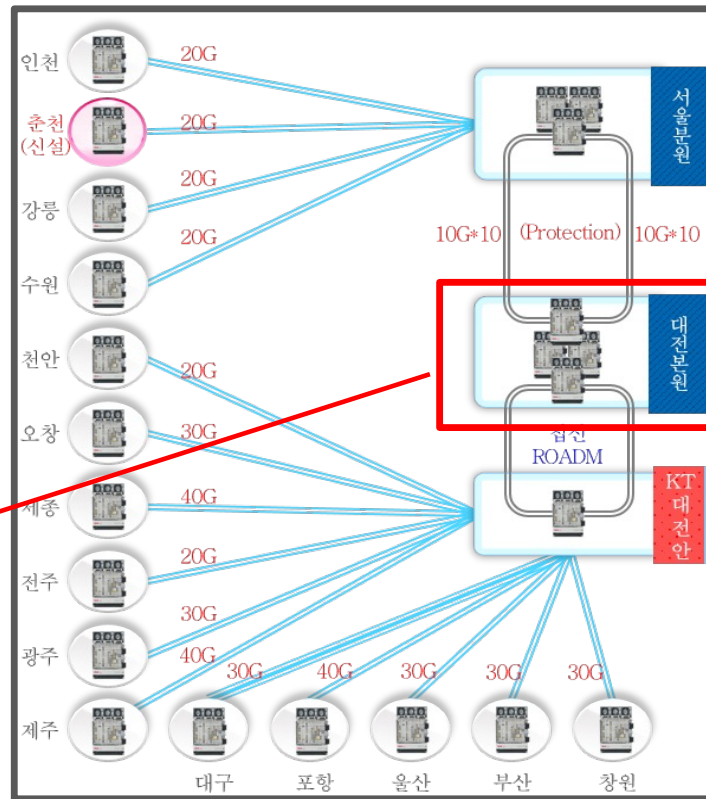 인천
20G
춘천
(신설)
20G
강릉
20G
수원
20G
서울분원
10G*10
(Protection)
10G*10
대전본원
천안
20G
오창
30G
세종
40G
전주
20G
광주
30G
제주
40G
ROADM
KT
대전안
30G
40G
30G
30G
30G
대구
포항
울산
부산
창원